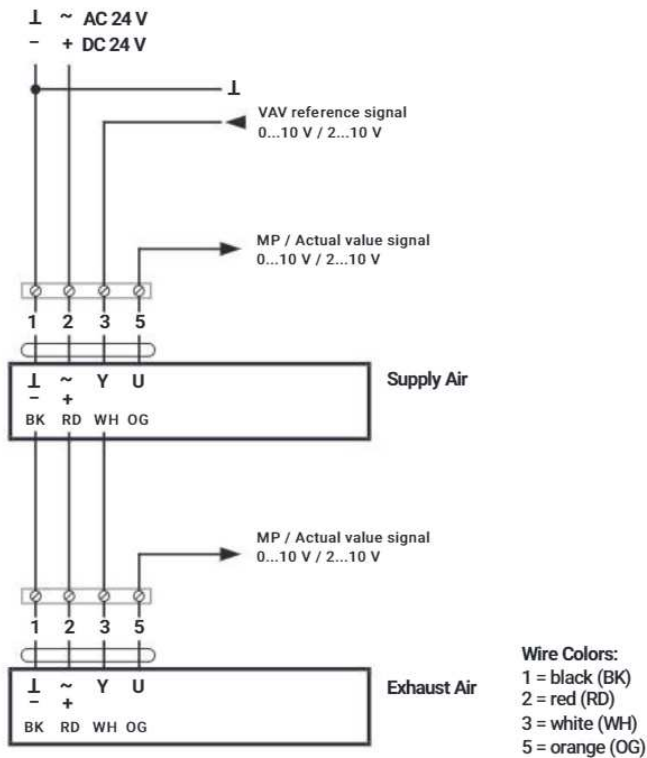 ⊥ ~ AC 24 V
− + DC 24 V
⊥
VAV reference signal
0...10 V / 2...10 V
MP / Actual value signal
0...10 V / 2...10 V
1 2 3 5
⊥ ~ Y U
− +
BK RD WH OG
Supply Air
MP / Actual value signal
0...10 V / 2...10 V
1 2 3 5
⊥ ~ Y U
− +
BK RD WH OG
Exhaust Air
Wire Colors:
1 = black (BK)
2 = red (RD)
3 = white (WH)
5 = orange (OG)